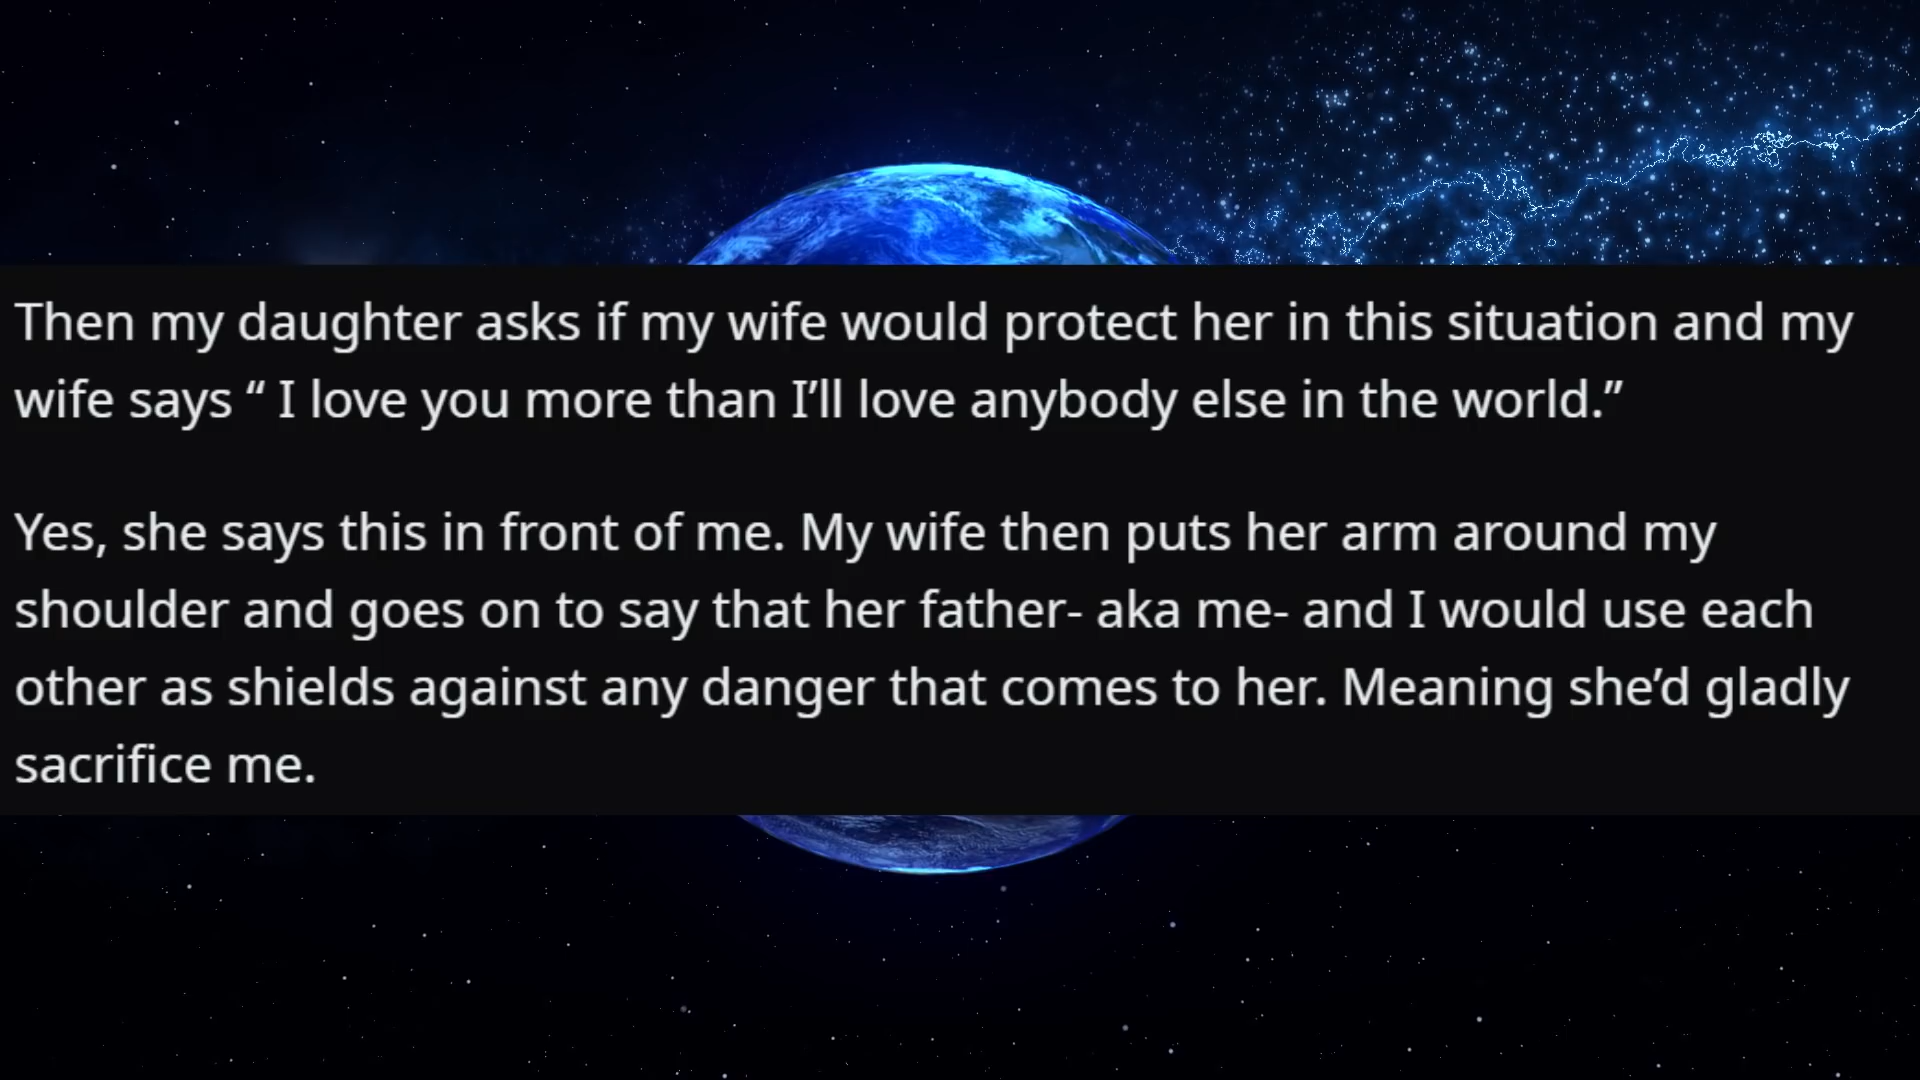 Then my daughter asks if my wife would protect her in this situation and my
wife says “ I love you more than I’ll love anybody else in the world.”
Yes, she says this in front of me. My wife then puts her arm around my
shoulder and goes on to say that her father- aka me- and I would use each
other as shields against any danger that comes to her. Meaning she’d gladly
sacrifice me.